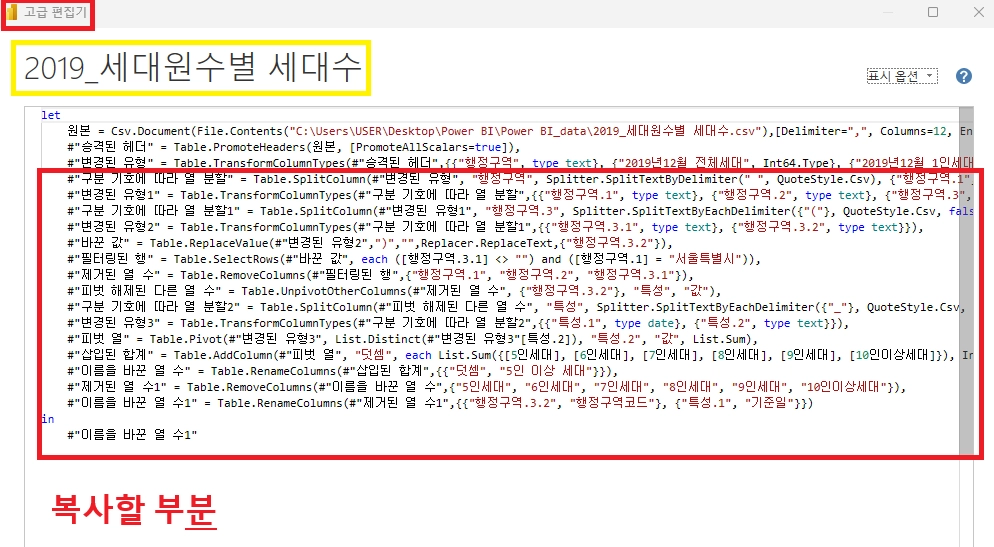 고급 편집기
2019_세대원수별 세대수
표시 옵션
?
let
원본 = Csv.Document(File.Contents("C:\Users\USER\Desktop\Power BI\Power BI_data\2019_세대원수별 세대수.csv"),[Delimiter=",", Columns=12, En
#"승격된 헤더" = Table.PromoteHeaders(원본, [PromoteAllScalars=true]),
#"변경된 유형" = Table.TransformColumnTypes(#"승격된 헤더",{{"행정구역", type text}, {"2019년12월 전체세대", Int64.Type}, {"2019년12월 1인세대
#"구분 기호에 따라 열 분할" = Table.SplitColumn(#"변경된 유형", "행정구역", Splitter.SplitTextByDelimiter(" ", QuoteStyle.Csv), {"행정구역.1",
#"변경된 유형1" = Table.TransformColumnTypes(#"구분 기호에 따라 열 분할",{{"행정구역.1", type text}, {"행정구역.2", type text}, {"행정구역.3",
#"구분 기호에 따라 열 분할1" = Table.SplitColumn(#"변경된 유형1", "행정구역.3", Splitter.SplitTextByEachDelimiter({"("}, QuoteStyle.Csv, fals
#"변경된 유형2" = Table.TransformColumnTypes(#"구분 기호에 따라 열 분할1",{{"행정구역.3.1", type text}, {"행정구역.3.2", type text}}),
#"바꾼 값" = Table.ReplaceValue(#"변경된 유형2",")","",Replacer.ReplaceText,{"행정구역.3.2"}),
#"필터링된 행" = Table.SelectRows(#"바꾼 값", each ([행정구역.3.1] <> "") and ([행정구역.1] = "서울특별시")),
#"제거된 열 수" = Table.RemoveColumns(#"필터링된 행",{"행정구역.1", "행정구역.2", "행정구역.3.1"}),
#"피벗 해제된 다른 열 수" = Table.UnpivotOtherColumns(#"제거된 열 수", {"행정구역.3.2"}, "특성", "값"),
#"구분 기호에 따라 열 분할2" = Table.SplitColumn(#"피벗 해제된 다른 열 수", "특성", Splitter.SplitTextByEachDelimiter({"_"}, QuoteStyle.Csv,
#"변경된 유형3" = Table.TransformColumnTypes(#"구분 기호에 따라 열 분할2",{{"특성.1", type date}, {"특성.2", type text}}),
#"피벗 열" = Table.Pivot(#"변경된 유형3", List.Distinct(#"변경된 유형3"[특성.2]), "특성.2", "값", List.Sum),
#"삽입된 합계" = Table.AddColumn(#"피벗 열", "덧셈", each List.Sum({[5인세대], [6인세대], [7인세대], [8인세대], [9인세대], [10인이상세대]}), In
#"이름을 바꾼 열 수" = Table.RenameColumns(#"삽입된 합계",{{"덧셈", "5인 이상 세대"}}),
#"제거된 열 수1" = Table.RemoveColumns(#"이름을 바꾼 열 수",{"5인세대", "6인세대", "7인세대", "8인세대", "9인세대", "10인이상세대"}),
#"이름을 바꾼 열 수1" = Table.RenameColumns(#"제거된 열 수1",{{"행정구역.3.2", "행정구역코드"}, {"특성.1", "기준일"}})
in
#"이름을 바꾼 열 수1"
복사할 부분